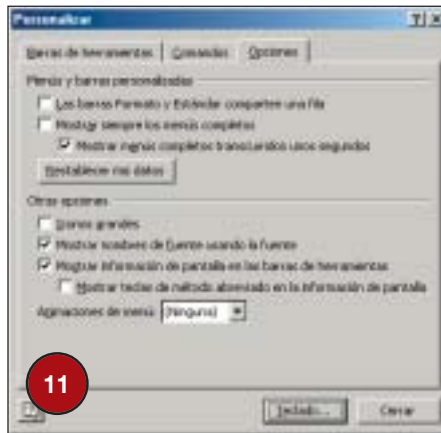 Personalizar
Barras de herramientas Comandos Opciones
Menús y barras personalizadas
Las barras Formato y Estándar comparten una fila
Mostrar siempre los menús completos
Mostrar menús completos transcurridos unos segundos
Restablecer mis datos
Otras opciones
Iconos grandes
Mostrar nombres de fuente usando la fuente
Mostrar información de pantalla en las barras de herramientas
Mostrar teclas de método abreviado en la información de pantalla
Animaciones de menú: (Ninguna)
11
Teclado... Cerrar